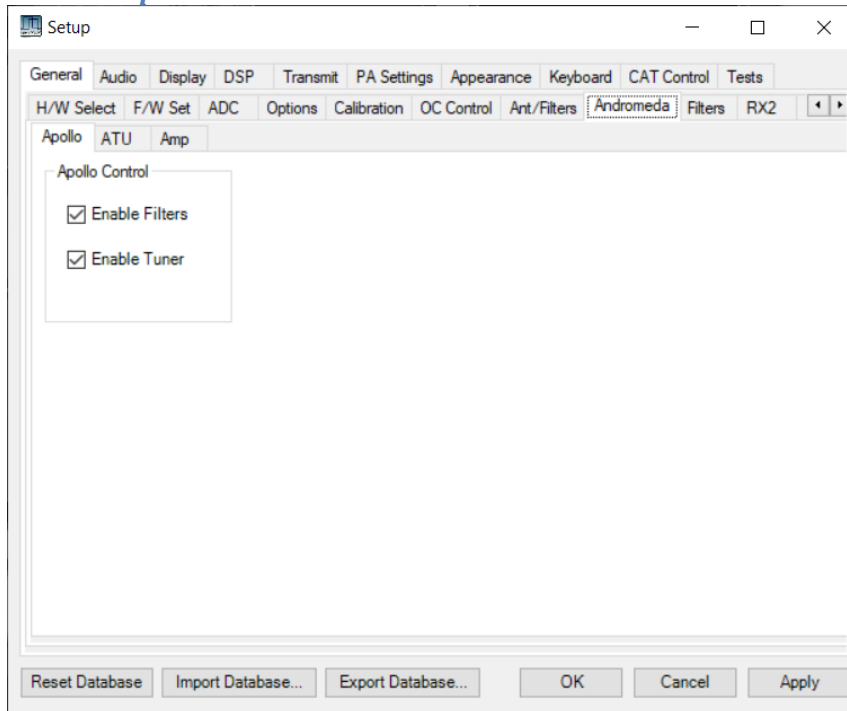 Setup
General Audio Display DSP Transmit PA Settings Appearance Keyboard CAT Control Tests
H/W Select F/W Set ADC Options Calibration OC Control Ant/Filters Andromeda Filters RX2
Apollo ATU Amp
Apollo Control
Enable Filters
Enable Tuner
Reset Database Import Database... Export Database... OK Cancel Apply